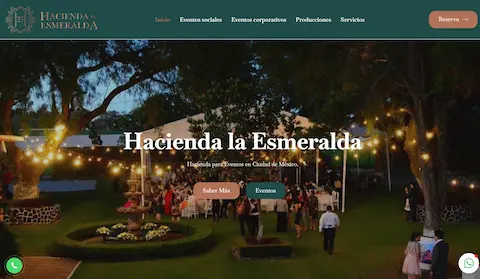 HACIENDA LA
ESMERALDA
Inicio
Eventos sociales
Eventos corporativos
Producciones
Servicios
Reserva →
Hacienda la Esmeralda
Hacienda para Eventos en Ciudad de México.
Saber Más
Eventos